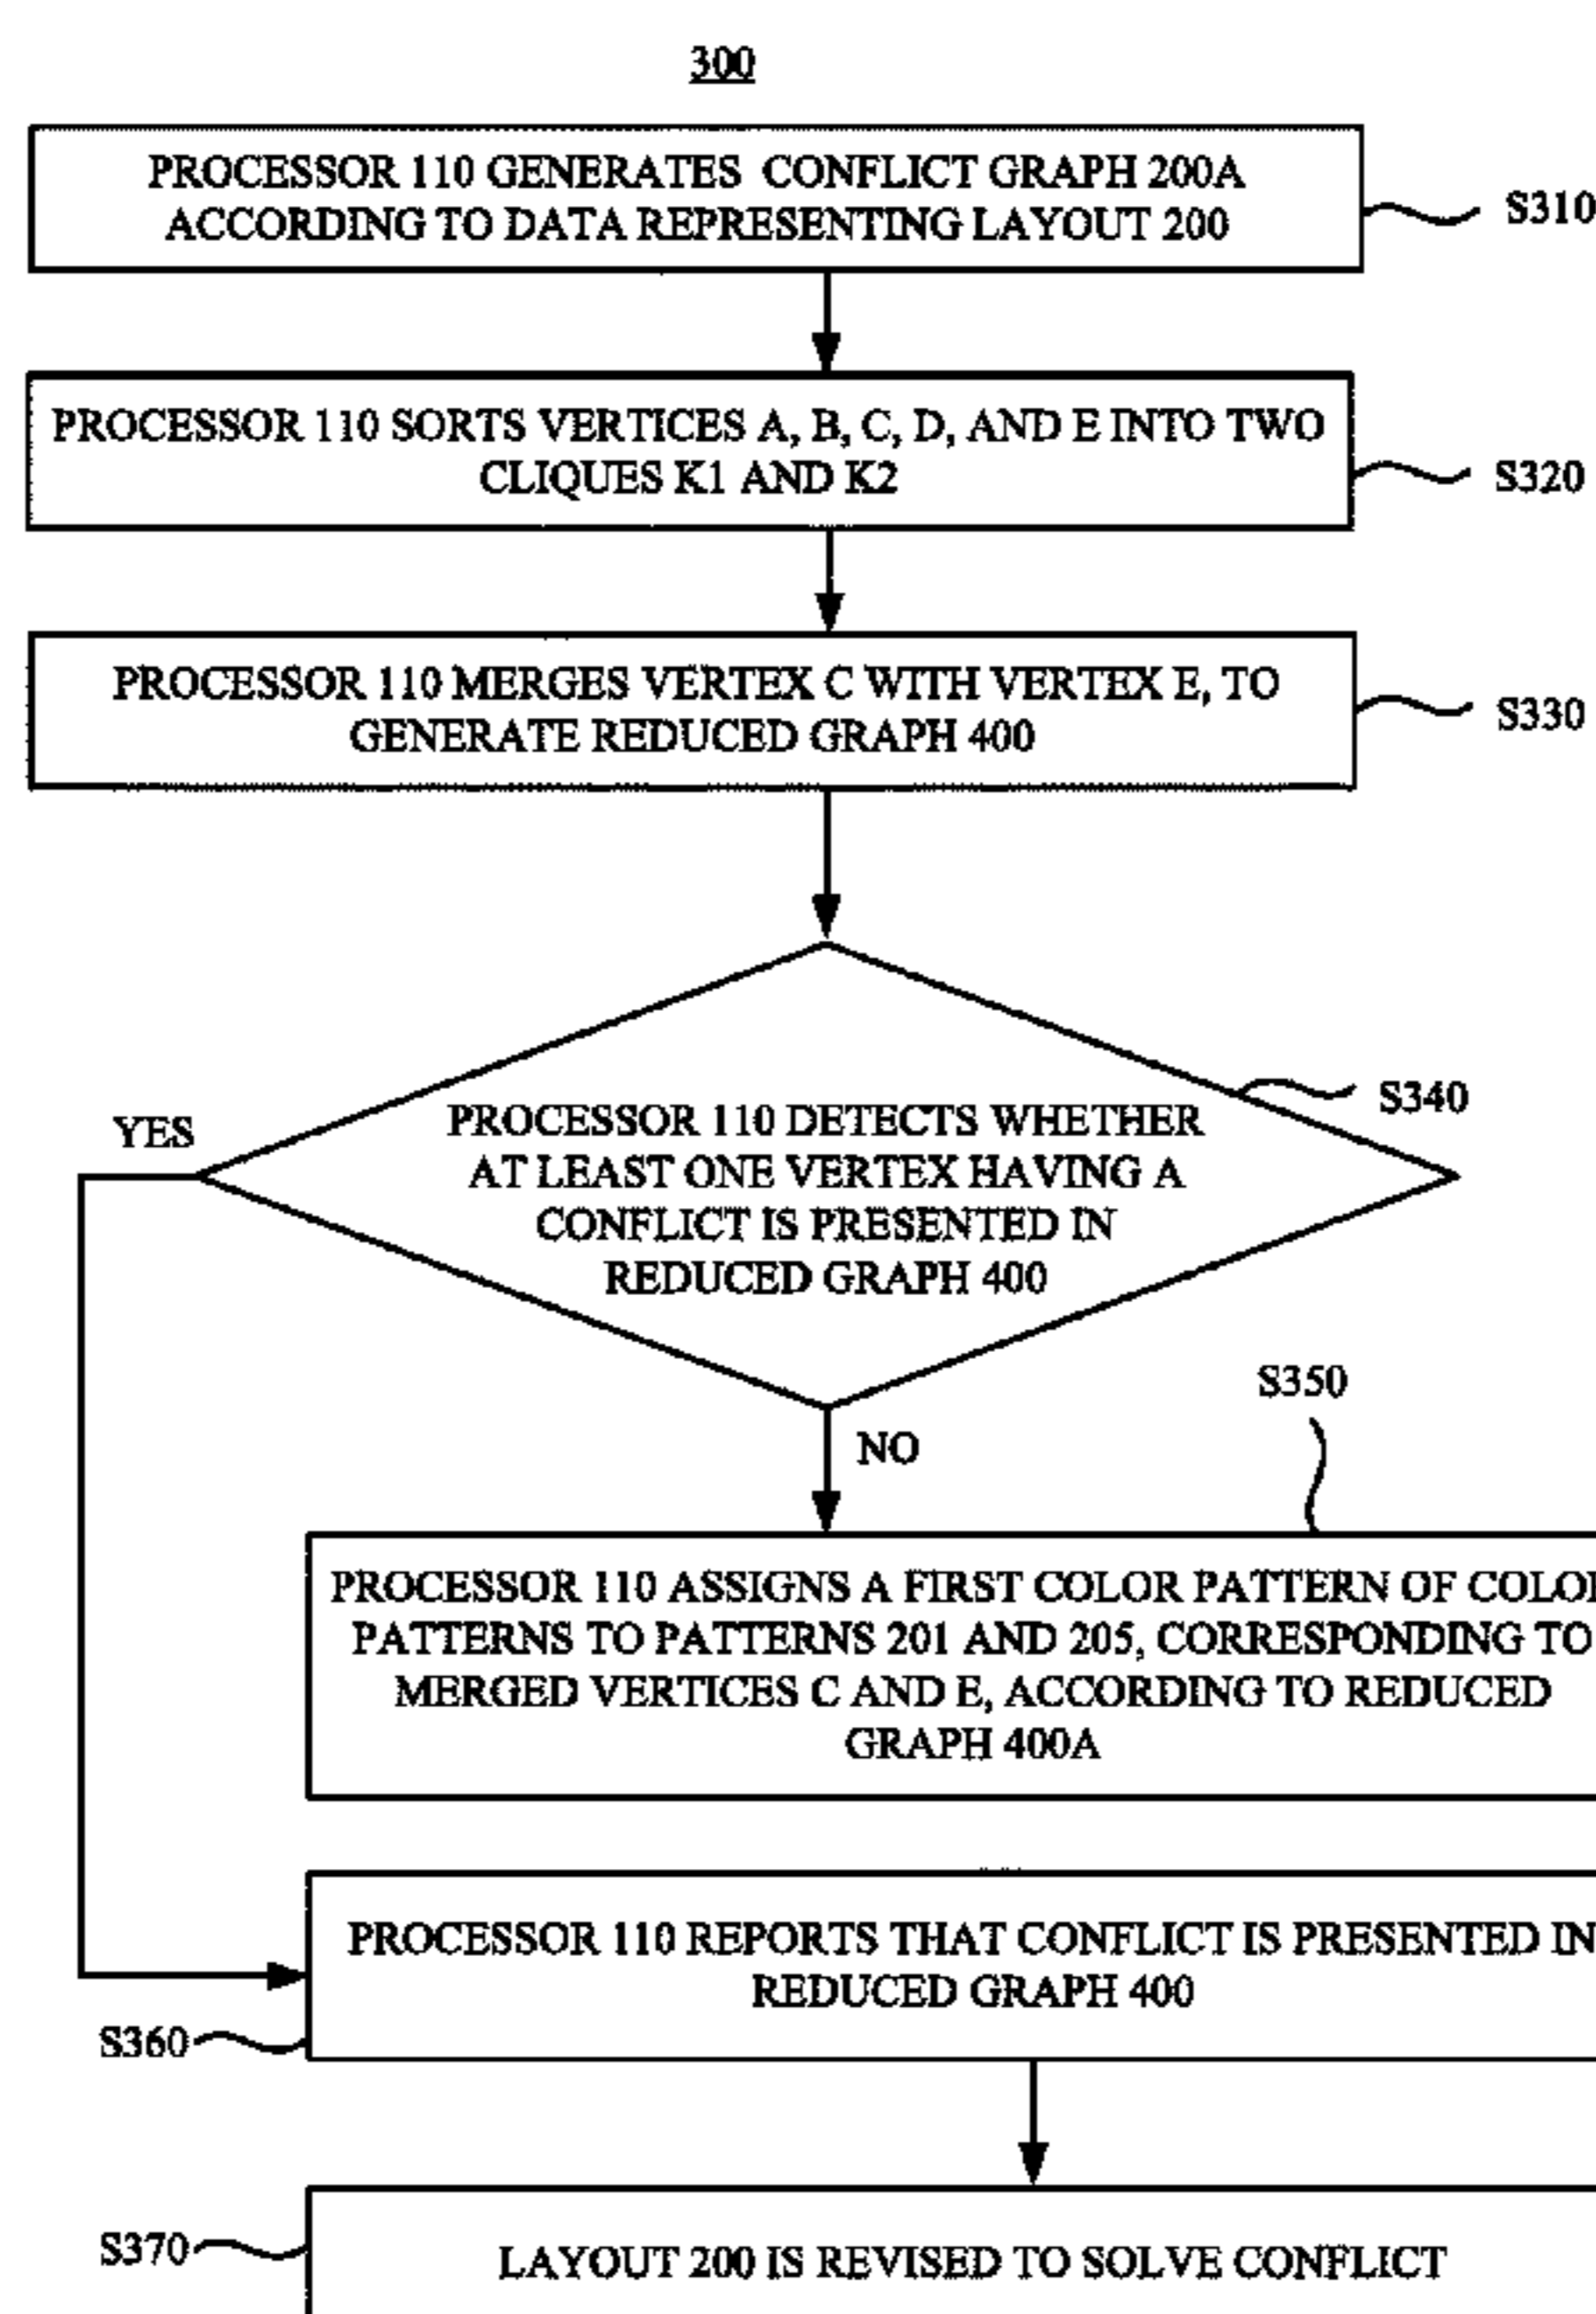 300
PROCESSOR 110 GENERATES CONFLICT GRAPH 200A
ACCORDING TO DATA REPRESENTING LAYOUT 200
S310
PROCESSOR 110 SORTS VERTICES A, B, C, D, AND E INTO TWO
CLIQUES K1 AND K2
S320
PROCESSOR 110 MERGES VERTEX C WITH VERTEX E, TO
GENERATE REDUCED GRAPH 400
S330
S340
YES
PROCESSOR 110 DETECTS WHETHER
AT LEAST ONE VERTEX HAVING A
CONFLICT IS PRESENTED IN
REDUCED GRAPH 400
S350
NO
PROCESSOR 110 ASSIGNS A FIRST COLOR PATTERN OF COLOR
PATTERNS TO PATTERNS 201 AND 205, CORRESPONDING TO
MERGED VERTICES C AND E, ACCORDING TO REDUCED
GRAPH 400A
PROCESSOR 110 REPORTS THAT CONFLICT IS PRESENTED IN
REDUCED GRAPH 400
S360
S370
LAYOUT 200 IS REVISED TO SOLVE CONFLICT